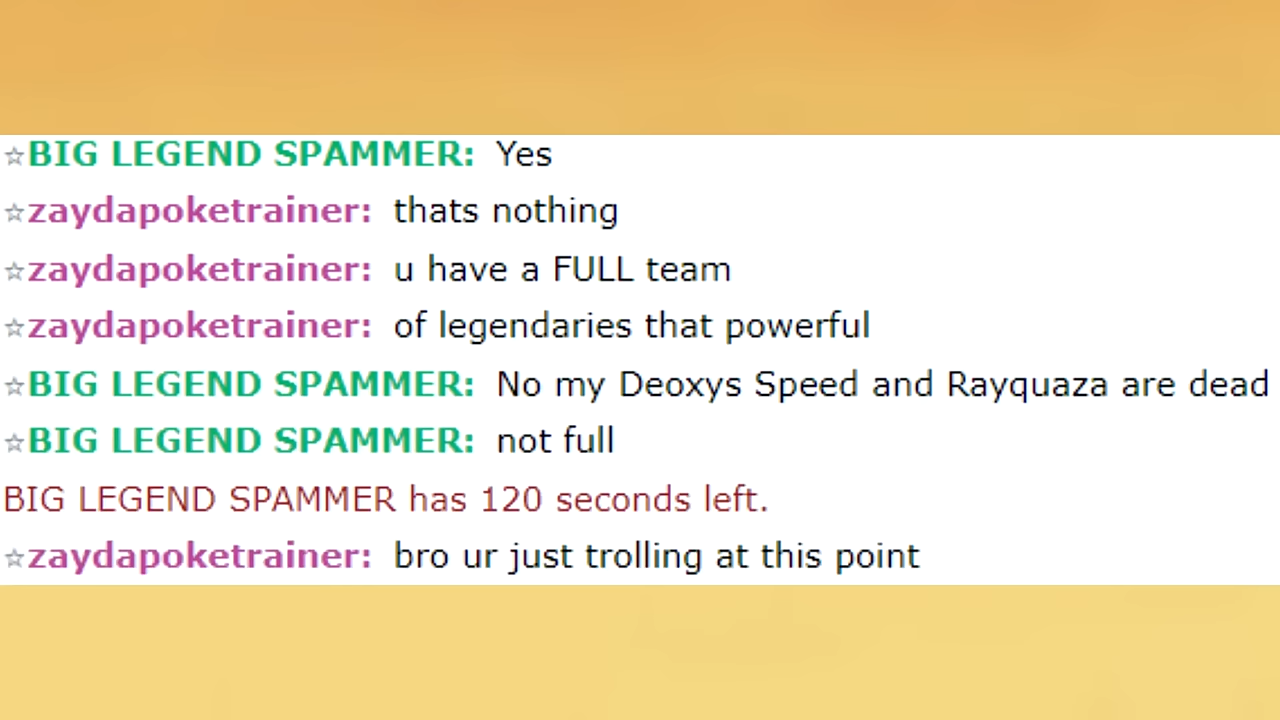 ☆BIG LEGEND SPAMMER: Yes
☆zaydapoketrainer: thats nothing
☆zaydapoketrainer: u have a FULL team
☆zaydapoketrainer: of legendaries that powerful
☆BIG LEGEND SPAMMER: No my Deoxys Speed and Rayquaza are dead
☆BIG LEGEND SPAMMER: not full
BIG LEGEND SPAMMER has 120 seconds left.
☆zaydapoketrainer: bro ur just trolling at this point